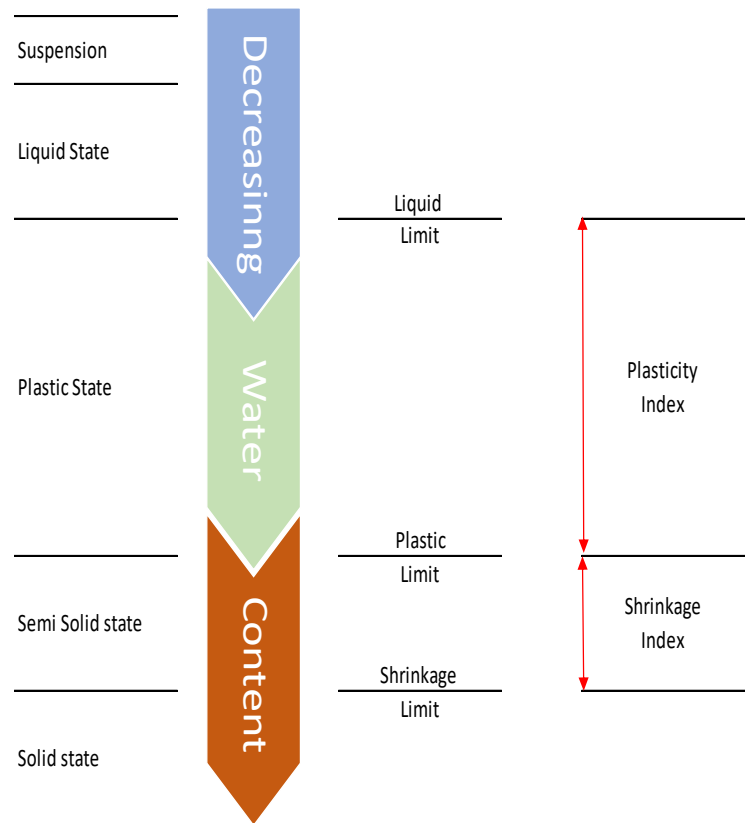 Suspension
Liquid State
Plastic State
Semi Solid state
Solid state
Decreasinng
Water
Content
Liquid
Limit
Plastic
Limit
Shrinkage
Limit
Plasticity
Index
Shrinkage
Index